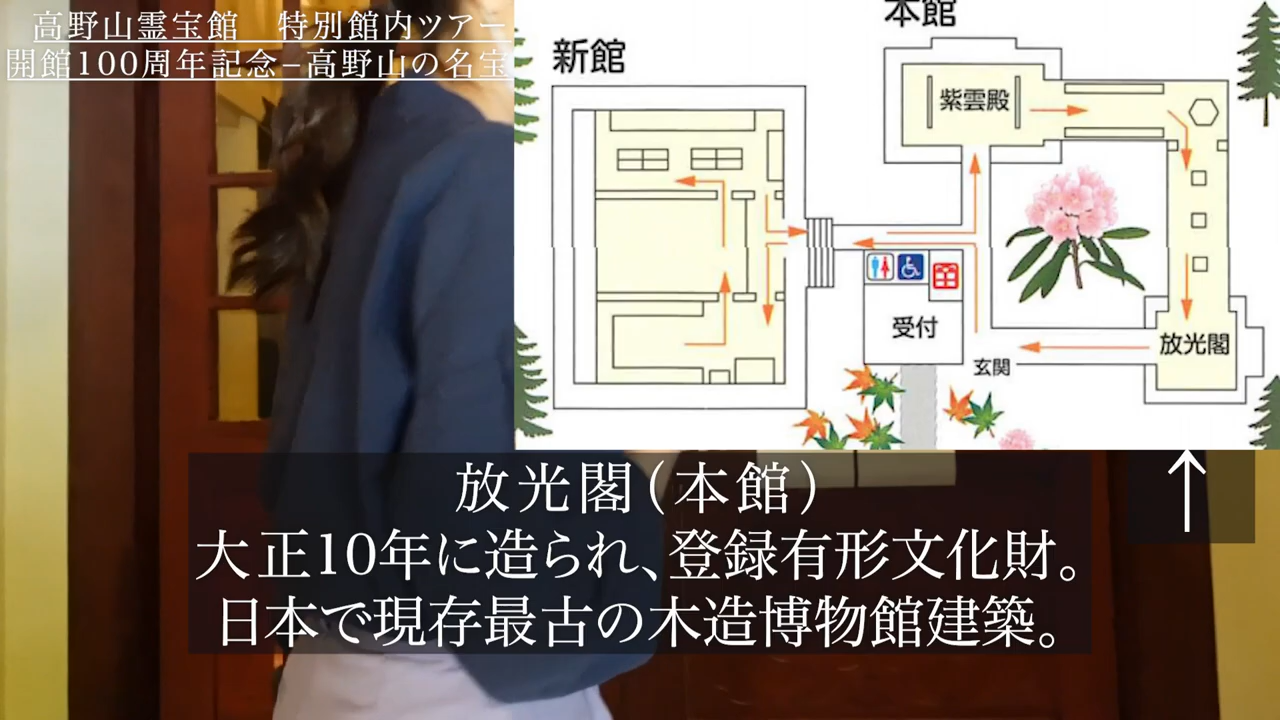 高野山霊宝館　特別館内ツアー
開館100周年記念−高野山の名宝
本館
新館
紫雲殿
受付
放光閣
玄関
放光閣(本館)
大正10年に造られ、登録有形文化財。
日本で現存最古の木造博物館建築。